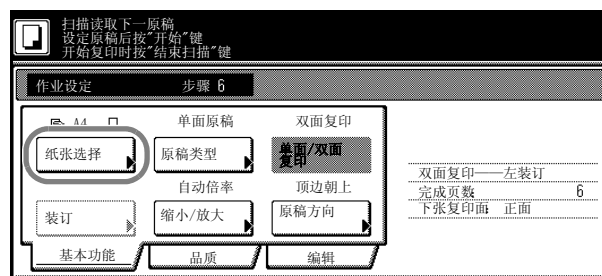 扫描读取下一原稿
设定原稿后按"开始"键
开始复印时按"结束扫描"键
作业设定 步骤 6
A4 单面原稿 双面复印
纸张选择 原稿类型 单面/双面
复印
自动倍率 顶边朝上
装订 缩小/放大 原稿方向
基本功能 品质 编辑
双面复印——左装订
完成页数 6
下张复印面 正面